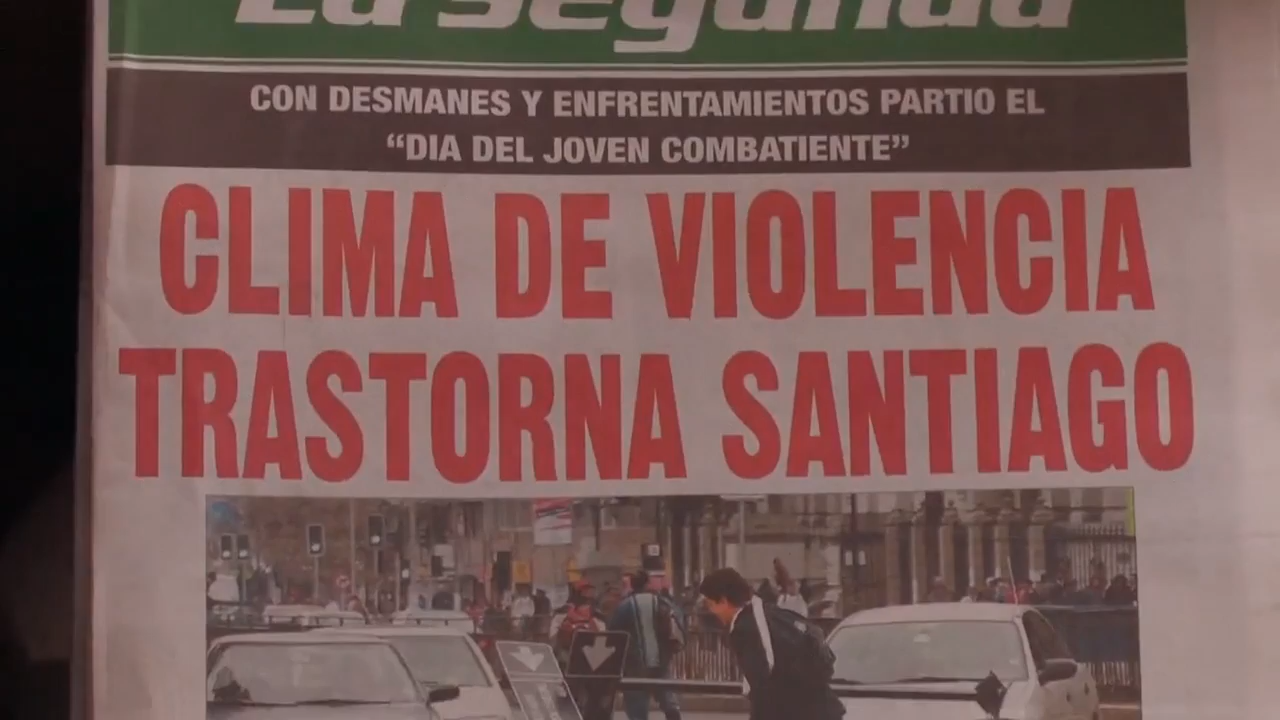 La Segunda
CON DESMANES Y ENFRENTAMIENTOS PARTIO EL
“DIA DEL JOVEN COMBATIENTE”
CLIMA DE VIOLENCIA
TRASTORNA SANTIAGO